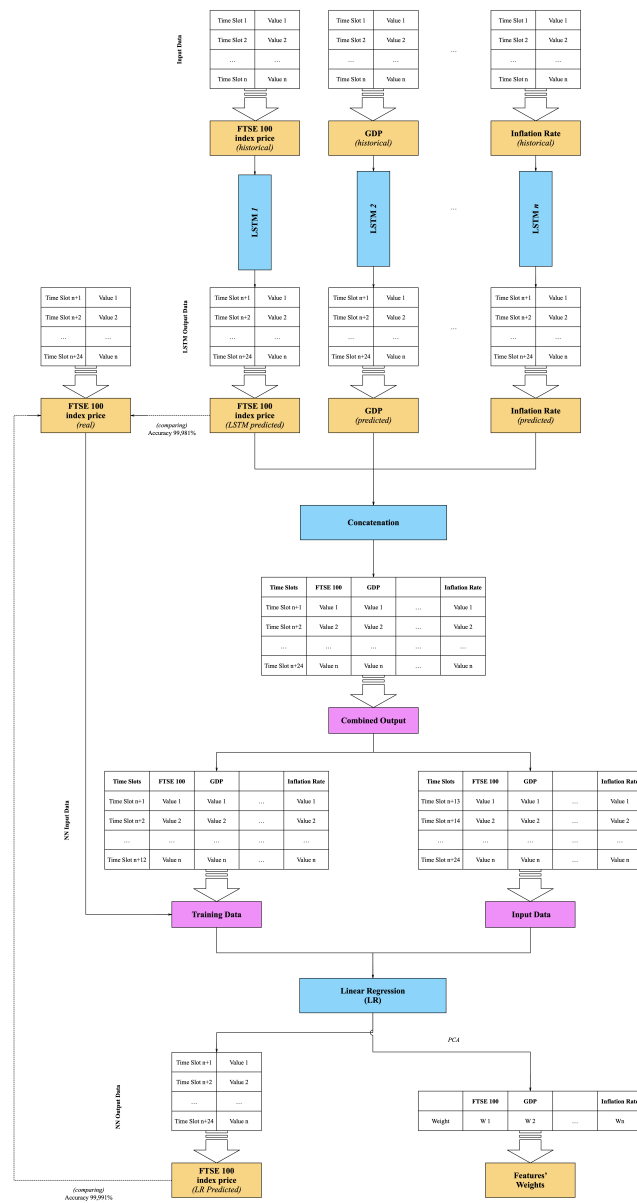 Input Data
Time Slot 1 Value 1 Time Slot 1 Value 1 Time Slot 1 Value 1
Time Slot 2 Value 2 Time Slot 2 Value 2 ... Time Slot 2 Value 2
... ... ... ... ... ...
Time Slot n Value n Time Slot n Value n Time Slot n Value n
FTSE 100
index price
(historical)
GDP
(historical)
Inflation Rate
(historical)
LSTM 1
LSTM 2
...
LSTM n
LSTM Output Data
Time Slot n+1 Value 1 Time Slot n+1 Value 1 Time Slot n+1 Value 1 Time Slot n+1 Value 1
Time Slot n+2 Value 2 Time Slot n+2 Value 2 Time Slot n+2 Value 2 ... Time Slot n+2 Value 2
... ... ... ... ... ... ... ...
Time Slot n+24 Value n Time Slot n+24 Value n Time Slot n+24 Value n Time Slot n+24 Value n
FTSE 100
index price
(real)
(comparing)
Accuracy 99,981%
FTSE 100
index price
(LSTM predicted)
GDP
(predicted)
Inflation Rate
(predicted)
Concatenation
Time Slots FTSE 100 GDP Inflation Rate
Time Slot n+1 Value 1 Value 1 ... Value 1
Time Slot n+2 Value 2 Value 2 ... Value 2
... ... ... ...
Time Slot n+24 Value n Value n ... Value n
Combined Output
NN Input Data
Time Slots FTSE 100 GDP Inflation Rate
Time Slot n+1 Value 1 Value 1 ... Value 1
Time Slot n+2 Value 2 Value 2 ... Value 2
... ... ... ... ...
Time Slot n+12 Value n Value n ... Value n
Time Slots FTSE 100 GDP Inflation Rate
Time Slot n+13 Value 1 Value 1 ... Value 1
Time Slot n+14 Value 2 Value 2 ... Value 2
... ... ... ... ...
Time Slot n+24 Value n Value n ... Value n
Training Data
Input Data
Linear Regression
(LR)
PCA
NN Output Data
Time Slot n+1 Value 1
Time Slot n+2 Value 2
.... ....
Time Slot n+24 Value n
FTSE 100 GDP Inflation Rate
Weight W 1 W 2 .... Wn
(comparing)
Accuracy 99,991%
FTSE 100
index price
(LR Predicted)
Features'
Weights